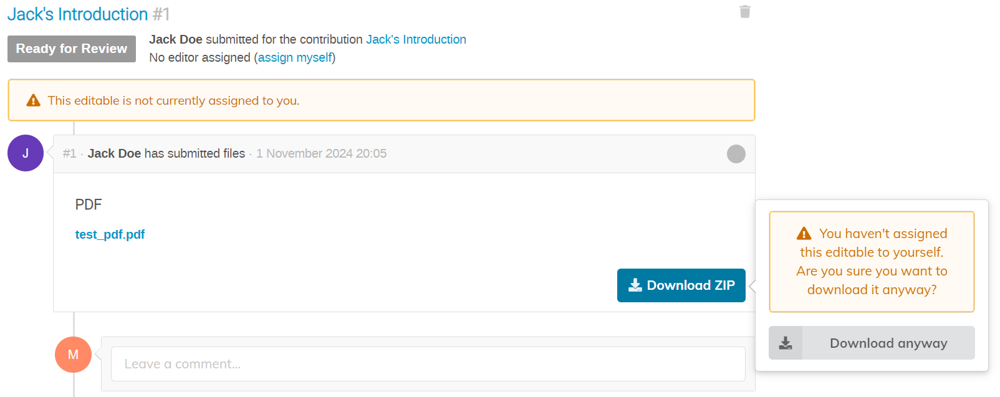 Jack's Introduction #1
Ready for Review
Jack Doe submitted for the contribution Jack's Introduction
No editor assigned (assign myself)
This editable is not currently assigned to you.
J
#1 · Jack Doe has submitted files · 1 November 2024 20:05
PDF
test_pdf.pdf
Download ZIP
You haven't assigned
this editable to yourself.
Are you sure you want to
download it anyway?
Download anyway
M
Leave a comment...